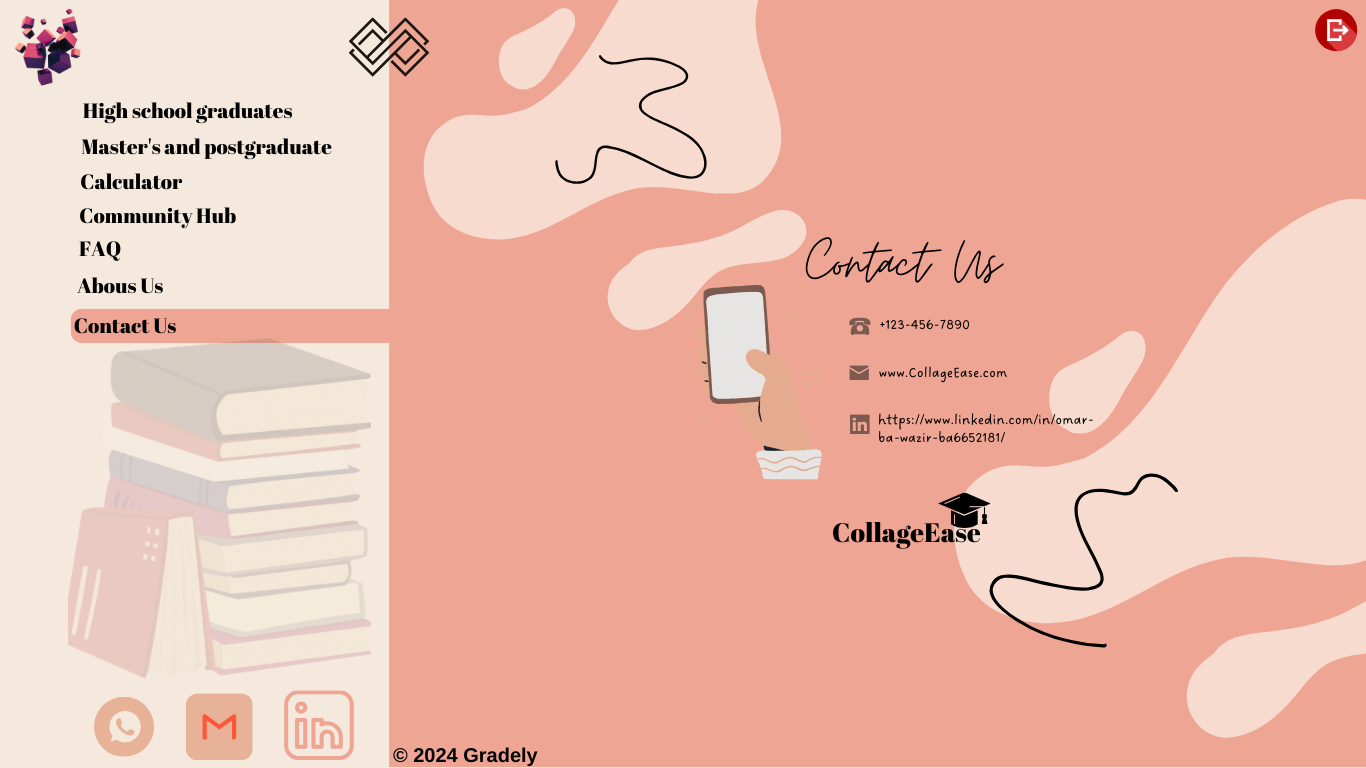 High school graduates
Master's and postgraduate
Calculator
Community Hub
FAQ
Abous Us
Contact Us
Contact Us
+123-456-7890
www.CollageEase.com
https://www.linkedin.com/in/omar-
ba-wazir-ba6652181/
CollageEase
© 2024 Gradely